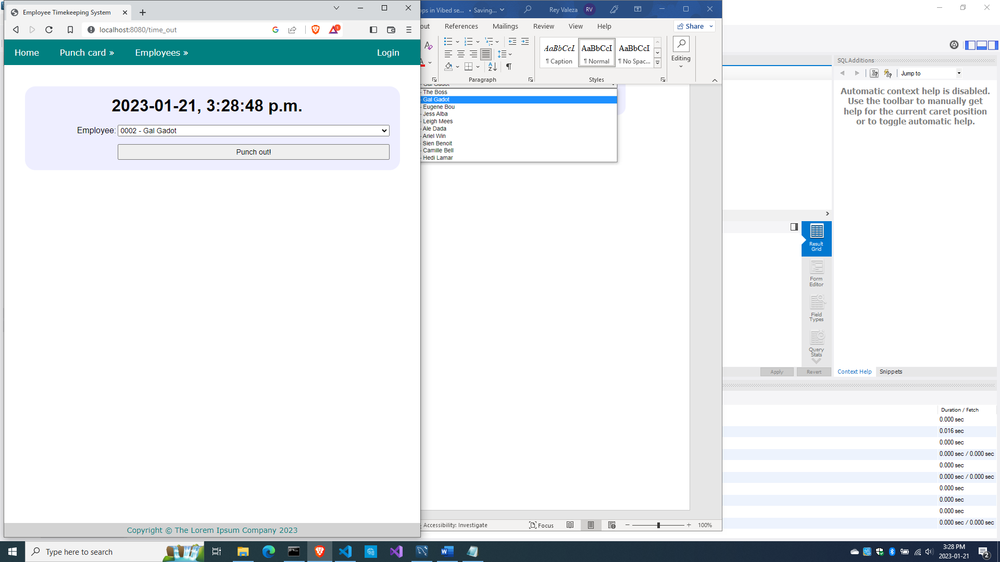 Employee Timekeeping System
localhost:8080/time_out
1
Home
Punch card »
Employees »
Login
2023-01-21, 3:28:48 p.m.
Employee: 0002 - Gal Gadot
Punch out!
Copyright © The Lorem Ipsum Company 2023
ops in Vibed se... • Saving...
Rey Valeza
RV
out
References
Mailings
Review
View
Help
Share
AaBbCcI
AaBbCcI
AaBbCcI
¶ Caption
¶ Normal
¶ No Spac...
Editing
Paragraph
Styles
- The Boss
- Gal Gadot
- Eugene Bou
- Jess Alba
- Leigh Mees
- Ale Dada
- Ariel Win
- Sien Benoit
- Camille Bell
- Hedi Lamar
Accessibility: Investigate
Focus
100%
SQLAdditions
Jump to
Automatic context help is disabled.
Use the toolbar to manually get
help for the current caret position
or to toggle automatic help.
Result
Grid
Form
Editor
Field
Types
Query
Stats
Apply
Revert
Context Help
Snippets
Duration / Fetch
0.000 sec
0.016 sec
0.000 sec
0.000 sec / 0.000 sec
0.000 sec
0.000 sec / 0.000 sec
0.000 sec
0.000 sec
0.000 sec
0.000 sec / 0.000 sec
Type here to search
3:28 PM
2023-01-21
2